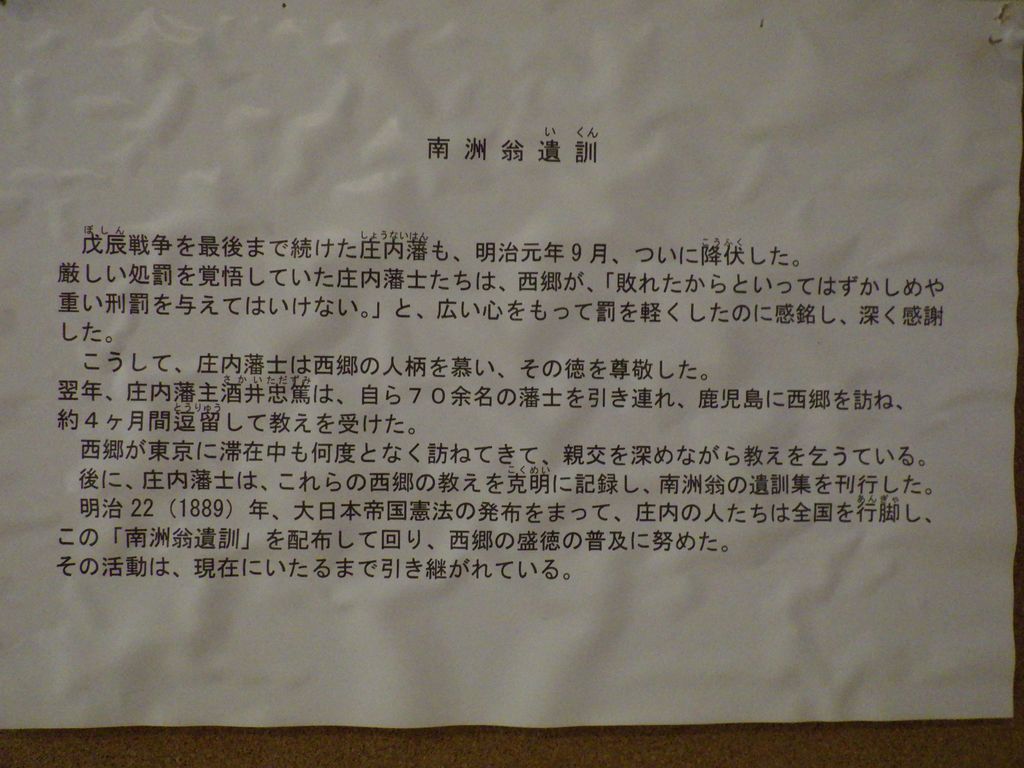 南洲翁遺訓
戊辰戦争を最後まで続けた庄内藩も、明治元年9月、ついに降伏した。
厳しい処罰を覚悟していた庄内藩士たちは、西郷が、「敗れたからといってはずかしめや
重い刑罰を与えてはいけない。」と、広い心をもって罰を軽くしたのに感銘し、深く感謝
した。
こうして、庄内藩士は西郷の人柄を慕い、その徳を尊敬した。
翌年、庄内藩主酒井忠篤は、自ら70余名の藩士を引き連れ、鹿児島に西郷を訪ね、
約4ヶ月間逗留して教えを受けた。
西郷が東京に滞在中も何度となく訪ねてきて、親交を深めながら教えを乞うている。
後に、庄内藩士は、これらの西郷の教えを克明に記録し、南洲翁の遺訓集を刊行した。
明治22(1889)年、大日本帝国憲法の発布をまって、庄内の人たちは全国を行脚し、
この「南洲翁遺訓」を配布して回り、西郷の盛徳の普及に努めた。
その活動は、現在にいたるまで引き継がれている。